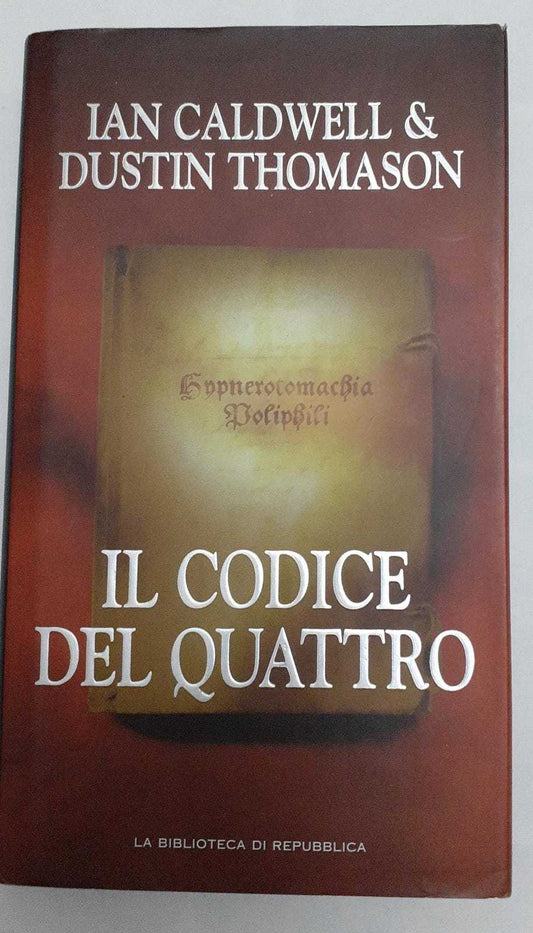 IAN CALDWELL &
DUSTIN THOMASON
Hypnerotomachia
Poliphili
IL CODICE
DEL QUATTRO
LA BIBLIOTECA DI REPUBBLICA